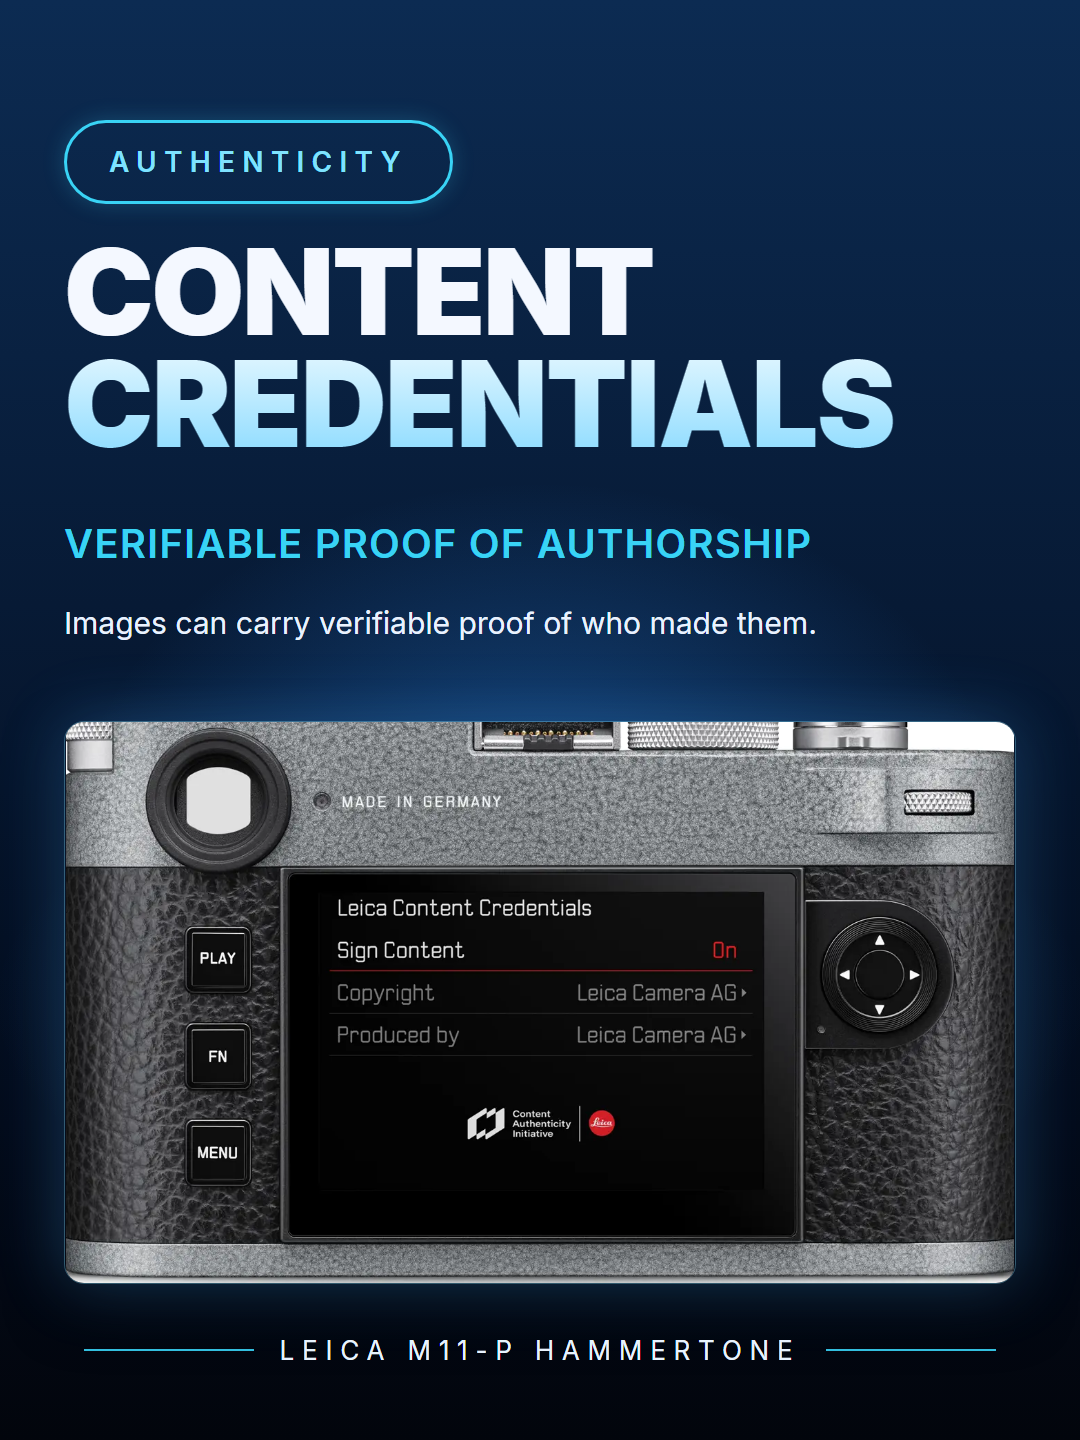 AUTHENTICITY
CONTENT
CREDENTIALS
VERIFIABLE PROOF OF AUTHORSHIP
Images can carry verifiable proof of who made them.
MADE IN GERMANY
Leica Content Credentials
Sign Content On
Copyright Leica Camera AG
Produced by Leica Camera AG
PLAY
FN
MENU
Content
Authenticity
Initiative
Leica
LEICA M11-P HAMMERTONE